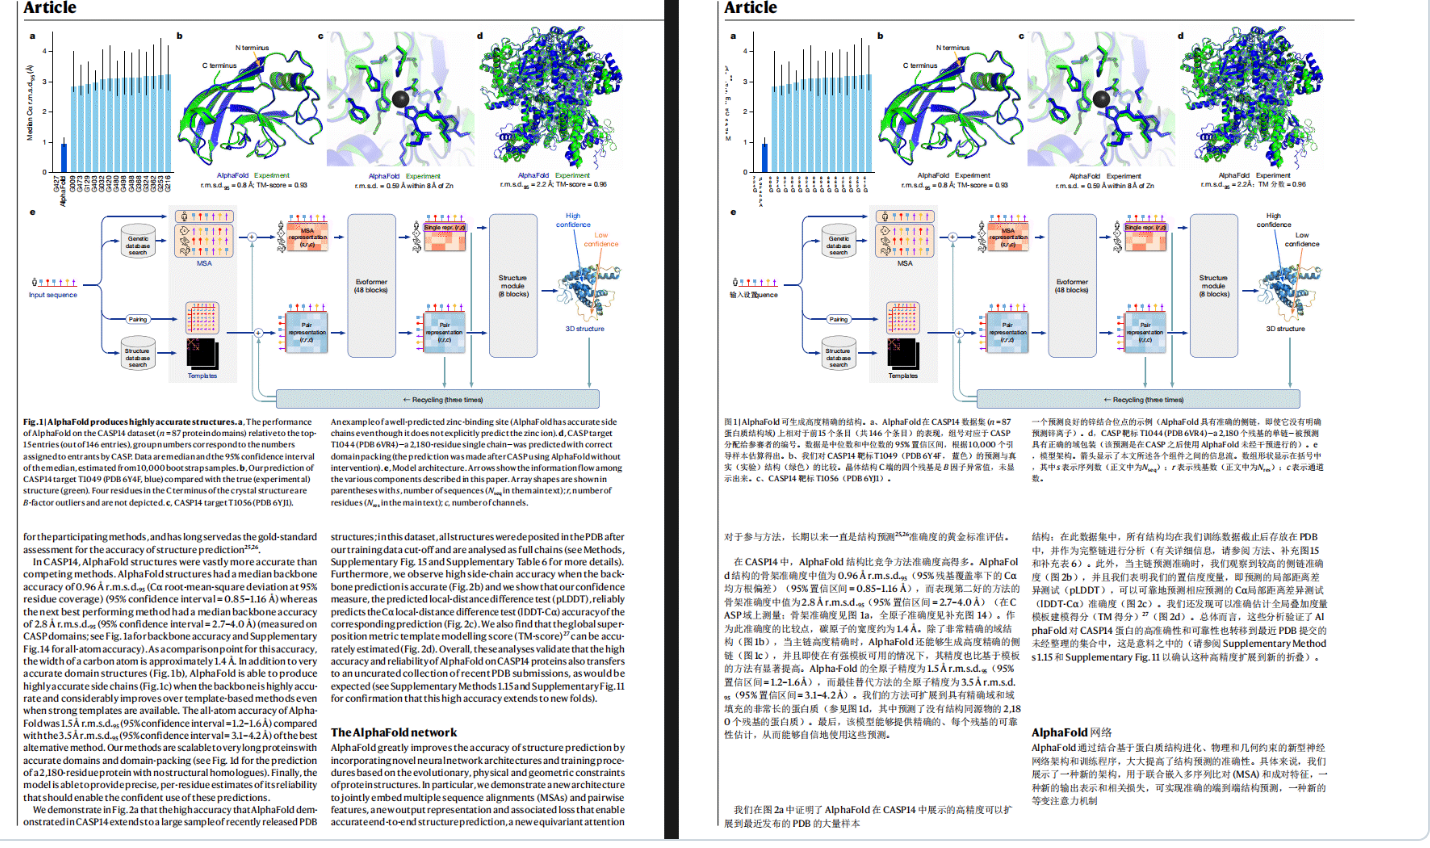 Article
a
b
c
d
Median Cα r.m.s.d.95 (Å)
4
3
2
1
0
G427
AlphaFold
G009
G473
G129
G403
G032
G420
G480
G498
G488
G368
G324
G362
G253
G216
N terminus
C terminus
AlphaFold Experiment
r.m.s.d.95 = 0.8 Å; TM-score = 0.93
AlphaFold Experiment
r.m.s.d. = 0.59 Å within 8 Å of Zn
AlphaFold Experiment
r.m.s.d.95 = 2.2 Å; TM-score = 0.96
e
Input sequence
Genetic
database
search
MSA
Pairing
Structure
database
search
Templates
MSA
representation
(s,r,c)
Pair
representation
(r,r,c)
Evoformer
(48 blocks)
Single repr. (r,c)
Pair
representation
(r,r,c)
Structure
module
(8 blocks)
High
confidence
Low
confidence
3D structure
← Recycling (three times)
Fig. 1 | AlphaFold produces highly accurate structures. a, The performance
of AlphaFold on the CASP14 dataset (n = 87 protein domains) relative to the top-
15 entries (out of 146 entries), group numbers correspond to the numbers
assigned to entrants by CASP. Data are median and the 95% confidence interval
of the median, estimated from 10,000 bootstrap samples. b, Our prediction of
CASP14 target T1049 (PDB 6Y4F, blue) compared with the true (experimental)
structure (green). Four residues in the C terminus of the crystal structure are
B-factor outliers and are not depicted. c, CASP14 target T1056 (PDB 6YJ1).
An example of a well-predicted zinc-binding site (AlphaFold has accurate side
chains even though it does not explicitly predict the zinc ion). d, CASP target
T1044 (PDB 6VR4)—a 2,180-residue single chain—was predicted with correct
domain packing (the prediction was made after CASP using AlphaFold without
intervention). e, Model architecture. Arrows show the information flow among
the various components described in this paper. Array shapes are shown in
parentheses with s, number of sequences (Nseq in the main text); r, number of
residues (Nres in the main text); c, number of channels.
for the participating methods, and has long served as the gold-standard
assessment for the accuracy of structure prediction25,26.
In CASP14, AlphaFold structures were vastly more accurate than
competing methods. AlphaFold structures had a median backbone
accuracy of 0.96 Å r.m.s.d.95 (Cα root-mean-square deviation at 95%
residue coverage) (95% confidence interval = 0.85–1.16 Å) whereas
the next best performing method had a median backbone accuracy
of 2.8 Å r.m.s.d.95 (95% confidence interval = 2.7–4.0 Å) (measured on
CASP domains; see Fig. 1a for backbone accuracy and Supplementary
Fig. 14 for all-atom accuracy). As a comparison point for this accuracy,
the width of a carbon atom is approximately 1.4 Å. In addition to very
accurate domain structures (Fig. 1b), AlphaFold is able to produce
highly accurate side chains (Fig. 1c) when the backbone is highly accu-
rate and considerably improves over template-based methods even
when strong templates are available. The all-atom accuracy of Alpha-
Fold was 1.5 Å r.m.s.d.95 (95% confidence interval = 1.2–1.6 Å) compared
with the 3.5 Å r.m.s.d.95 (95% confidence interval = 3.1–4.2 Å) of the best
alternative method. Our methods are scalable to very long proteins with
accurate domains and domain-packing (see Fig. 1d for the prediction
of a 2,180-residue protein with no structural homologues). Finally, the
model is able to provide precise, per-residue estimates of its reliability
that should enable the confident use of these predictions.
We demonstrate in Fig. 2a that the high accuracy that AlphaFold dem-
onstrated in CASP14 extends to a large sample of recently released PDB
structures; in this dataset, all structures were deposited in the PDB after
our training data cut-off and are analysed as full chains (see Methods,
Supplementary Fig. 15 and Supplementary Table 6 for more details).
Furthermore, we observe high side-chain accuracy when the back-
bone prediction is accurate (Fig. 2b) and we show that our confidence
measure, the predicted local-distance difference test (pLDDT), reliably
predicts the Cα local-distance difference test (lDDT-Cα) accuracy of the
corresponding prediction (Fig. 2c). We also find that the global super-
position metric template modelling score (TM-score)27 can be accu-
rately estimated (Fig. 2d). Overall, these analyses validate that the high
accuracy and reliability of AlphaFold on CASP14 proteins also transfers
to an uncurated collection of recent PDB submissions, as would be
expected (see Supplementary Methods 1.15 and Supplementary Fig. 11
for confirmation that this high accuracy extends to new folds).
The AlphaFold network
AlphaFold greatly improves the accuracy of structure prediction by
incorporating novel neural network architectures and training proce-
dures based on the evolutionary, physical and geometric constraints
of protein structures. In particular, we demonstrate a new architecture
to jointly embed multiple sequence alignments (MSAs) and pairwise
features, a new output representation and associated loss that enable
accurate end-to-end structure prediction, a new equivariant attention
Article
a
b
c
d
4
3
2
1
0
N terminus
C terminus
AlphaFold Experiment
r.m.s.d.95 = 0.8 Å; TM-score = 0.93
AlphaFold Experiment
r.m.s.d. = 0.59 Å within 8 Å of Zn
AlphaFold Experiment
r.m.s.d.95 = 2.2Å；TM 分数 = 0.96
e
输入设置quence
Genetic
database
search
MSA
Pairing
Structure
database
search
Templates
MSA
representation
(s,r,c)
Pair
representation
(r,r,c)
Evoformer
(48 blocks)
Single repr. (r,c)
Pair
representation
(r,r,c)
Structure
module
(8 blocks)
High
confidence
Low
confidence
3D structure
← Recycling (three times)
图1| AlphaFold 可生成高度精确的结构。a、AlphaFold 在 CASP14 数据集 (n = 87
蛋白质结构域) 上相对于前15 个条目（共146 个条目）的表现，组号对应于 CASP
分配给参赛者的编号。数据是中位数和中位数的 95% 置信区间，根据10,000 个引
导样本估算得出。b、我们对 CASP14 靶标 T1049 (PDB 6Y4F，蓝色）的预测与真
实（实验）结构（绿色）的比较。晶体结构 C端的四个残基是 B 因子异常值，未显
示出来。c、CASP14 靶标 T1056（PDB 6YJ1）。
一个预测良好的锌结合位点的示例（AlphaFold 具有准确的侧链，即使它没有明确
预测锌离子）。d，CASP 靶标 T1044 (PDB 6VR4)—a 2,180 个残基的单链—被预测
具有正确的域包装（该预测是在CASP 之后使用 AlphaFold 未经干预进行的）。e
，模型架构。箭头显示了本文所述各个组件之间的信息流。数组形状显示在括号中
，其中 s 表示序列数（正文中为Nseq）；r 表示残基数（正文中为Nres）；c 表示通道
数。
对于参与方法，长期以来一直是结构预测25,26准确度的黄金标准评估。
在 CASP14 中，AlphaFold 结构比竞争方法准确度高得多。AlphaFol
d 结构的骨架准确度中值为 0.96 Å r.m.s.d.95（95% 残基覆盖率下的 Cα
均方根偏差）（95% 置信区间 = 0.85–1.16 Å），而表现第二好的方法的
骨架准确度中值为 2.8 Å r.m.s.d.95（95% 置信区间 = 2.7–4.0 Å）（在 C
ASP 域上测量；骨架准确度见图 1a，全原子准确度见补充图 14）。作
为此准确度的比较点，碳原子的宽度约为 1.4 Å。除了非常精确的域结
构（图 1b），当主链高度精确时，AlphaFold 还能够生成高度精确的侧
链（图 1c），并且即使在有强模板可用的情况下，其精度也比基于模板
的方法有显著提高。Alpha-Fold 的全原子精度为 1.5 Å r.m.s.d.95（95%
置信区间 =1.2–1.6 Å），而最佳替代方法的全原子精度为 3.5 Å r.m.s.d.
95（95% 置信区间 = 3.1–4.2 Å）。我们的方法可扩展到具有精确域和域
填充的非常长的蛋白质（参见图 1d，其中预测了没有结构同源物的 2,18
0 个残基的蛋白质）。最后，该模型能够提供精确的、每个残基的可靠
性估计，从而能够自信地使用这些预测。
我们在图 2a 中证明了 AlphaFold 在 CASP14 中展示的高精度可以扩
展到最近发布的 PDB 的大量样本
结构；在此数据集中，所有结构均在我们训练数据截止后存放在 PDB
中，并作为完整链进行分析（有关详细信息，请参阅 方法、补充图15
和补充表 6）。此外，当主链预测准确时，我们观察到较高的侧链准确
度（图 2b），并且我们表明我们的置信度度量，即预测的局部距离差
异测试（pLDDT），可以可靠地预测相应预测的 Cα局部距离差异测试
（lDDT-Cα）准确度（图 2c）。我们还发现可以准确估计全局叠加度量
模板建模得分（TM 得分）27（图 2d）。总体而言，这些分析验证了Al
phaFold 对 CASP14 蛋白的高准确性和可靠性也转移到最近 PDB 提交的
未经整理的集合中，这是意料之中的（请参阅 Supplementary Method
s 1.15 和 Supplementary Fig. 11 以确认这种高精度扩展到新的折叠）。
AlphaFold 网络
AlphaFold 通过结合基于蛋白质结构进化、物理和几何约束的新型神经
网络架构和训练程序，大大提高了结构预测的准确性。具体来说，我们
展示了一种新的架构，用于联合嵌入多序列比对 (MSA) 和成对特征，一
种新的输出表示和相关损失，可实现准确的端到端结构预测，一种新的
等变注意力机制